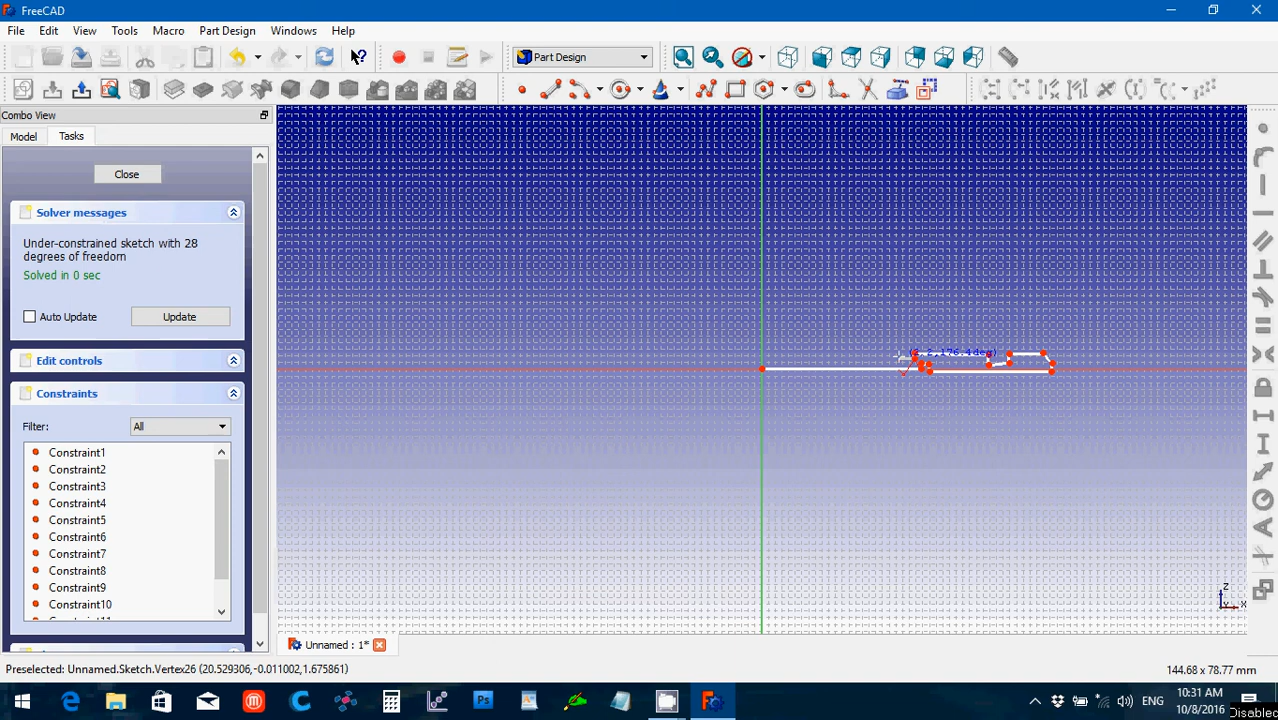 FreeCAD
File Edit View Tools Macro Part Design Windows Help
Part Design
Combo View
Model Tasks
Close
Solver messages
Under-constrained sketch with 28
degrees of freedom
Solved in 0 sec
Auto Update Update
Edit controls
Constraints
Filter: All
Constraint1
Constraint2
Constraint3
Constraint4
Constraint5
Constraint6
Constraint7
Constraint8
Constraint9
Constraint10
Z
X
Unnamed : 1*
Preselected: Unnamed.Sketch.Vertex26 (20.529306,-0.011002,1.675861) 144.68 x 78.77 mm
ENG
10:31 AM
10/8/2016
Disabled